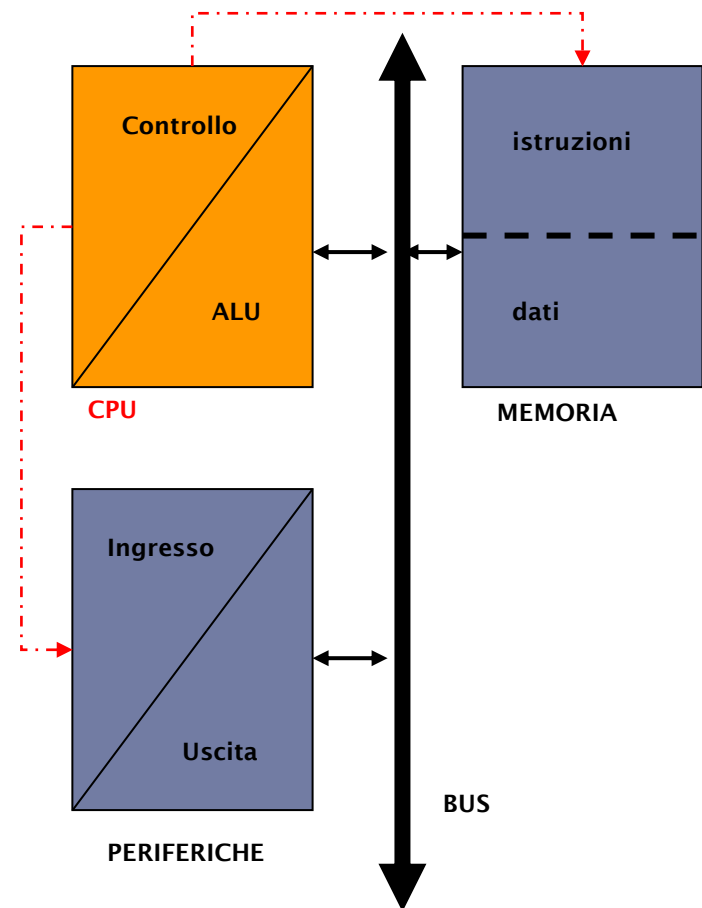 Controllo
ALU
CPU
istruzioni
dati
MEMORIA
Ingresso
Uscita
PERIFERICHE
BUS